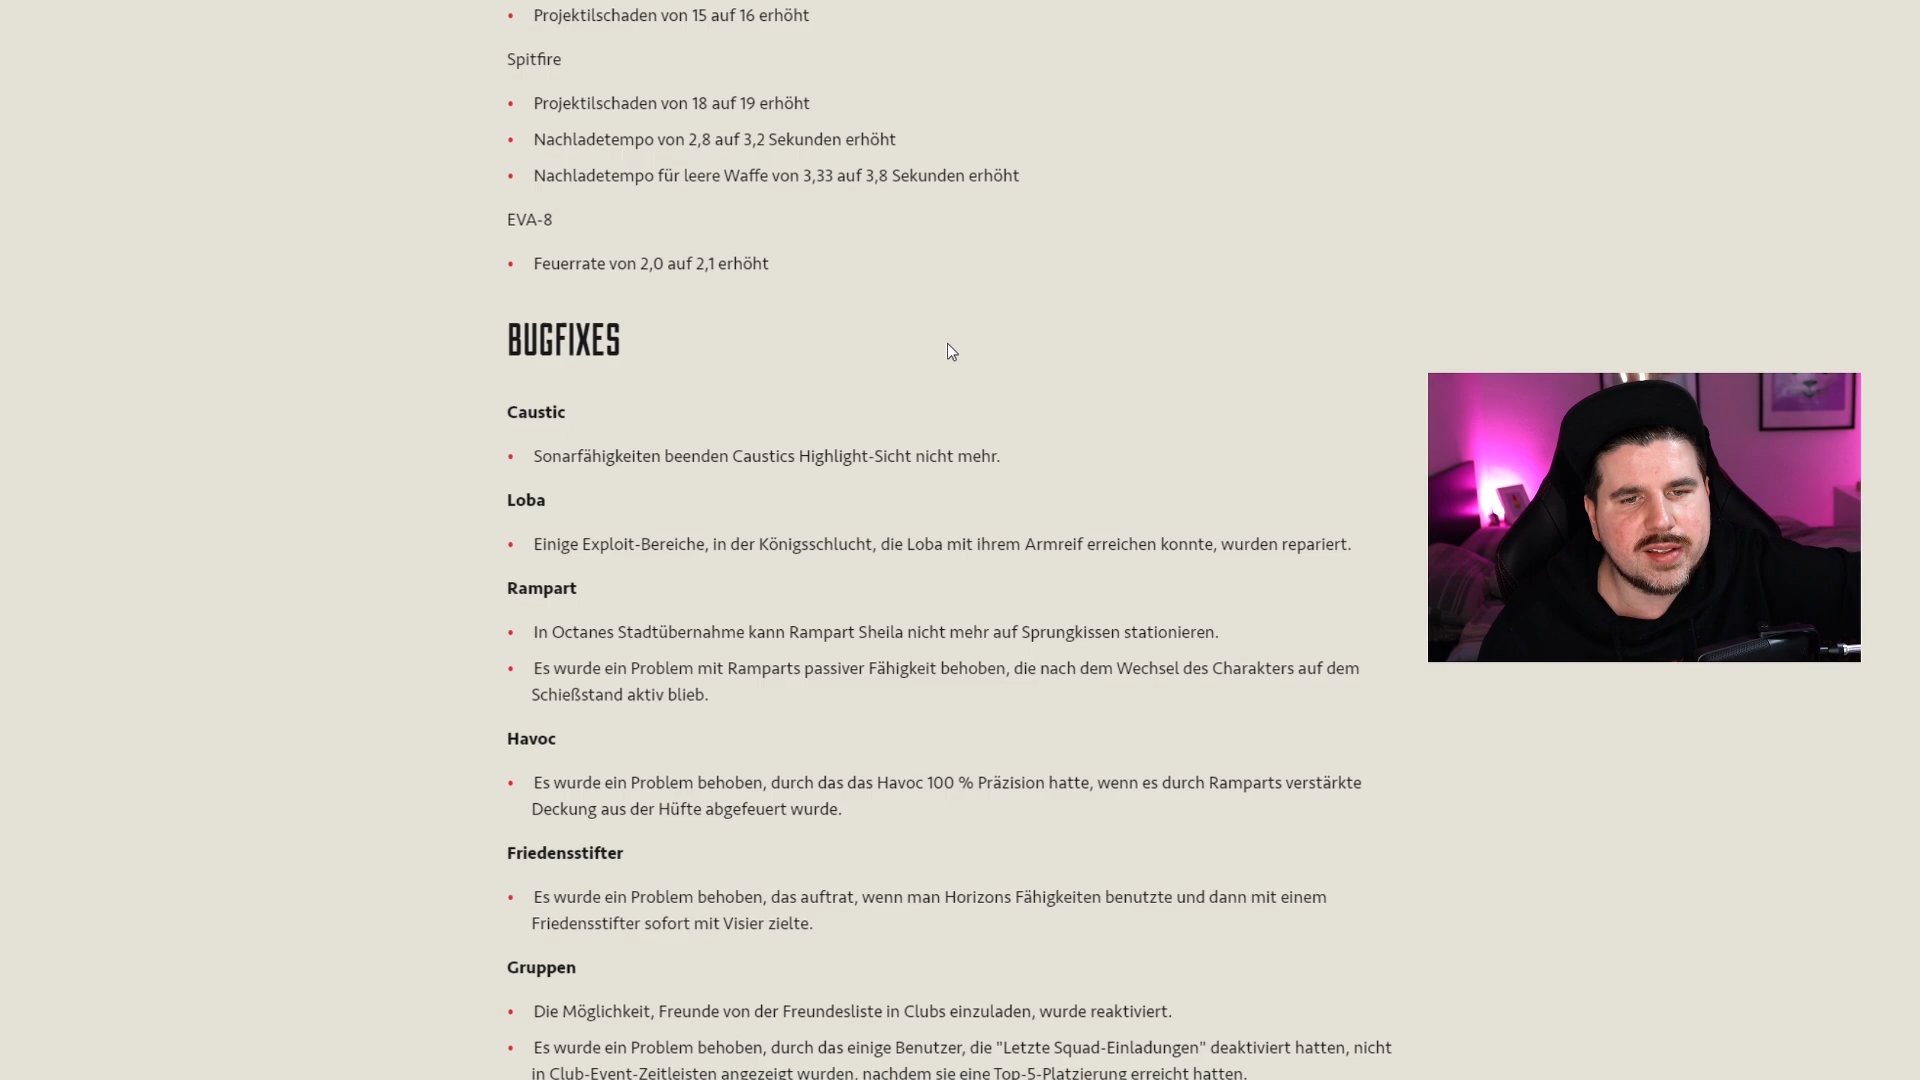 • Projektilschaden von 15 auf 16 erhöht
Spitfire
• Projektilschaden von 18 auf 19 erhöht
• Nachladetempo von 2,8 auf 3,2 Sekunden erhöht
• Nachladetempo für leere Waffe von 3,33 auf 3,8 Sekunden erhöht
EVA-8
• Feuerrate von 2,0 auf 2,1 erhöht
BUGFIXES
Caustic
• Sonarfähigkeiten beenden Caustics Highlight-Sicht nicht mehr.
Loba
• Einige Exploit-Bereiche, in der Königsschlucht, die Loba mit ihrem Armreif erreichen konnte, wurden repariert.
Rampart
• In Octanes Stadtübernahme kann Rampart Sheila nicht mehr auf Sprungkissen stationieren.
• Es wurde ein Problem mit Ramparts passiver Fähigkeit behoben, die nach dem Wechsel des Charakters auf dem
Schießstand aktiv blieb.
Havoc
• Es wurde ein Problem behoben, durch das das Havoc 100 % Präzision hatte, wenn es durch Ramparts verstärkte
Deckung aus der Hüfte abgefeuert wurde.
Friedensstifter
• Es wurde ein Problem behoben, das auftrat, wenn man Horizons Fähigkeiten benutzte und dann mit einem
Friedensstifter sofort mit Visier zielte.
Gruppen
• Die Möglichkeit, Freunde von der Freundesliste in Clubs einzuladen, wurde reaktiviert.
• Es wurde ein Problem behoben, durch das einige Benutzer, die "Letzte Squad-Einladungen" deaktiviert hatten, nicht
in Club-Event-Zeitleisten angezeigt wurden, nachdem sie eine Top-5-Platzierung erreicht hatten.